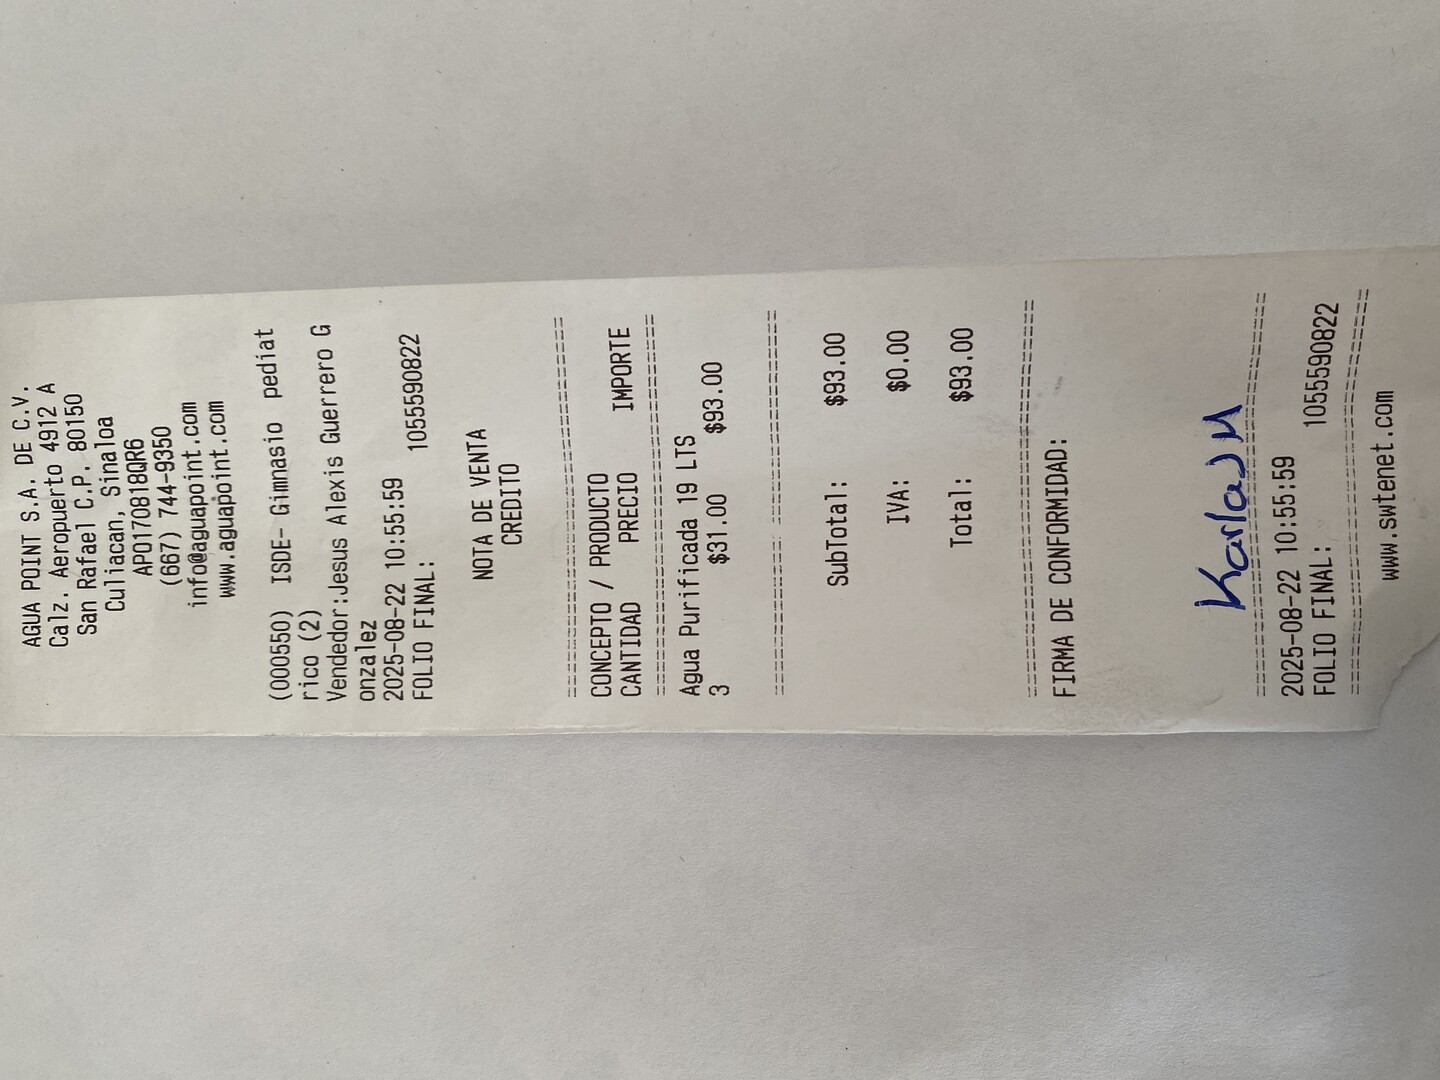 AGUA POINT S.A. DE C.V.
Calz. Aeropuerto 4912 A
San Rafael C.P. 80150
Culiacan, Sinaloa
APO170818QR6
(667) 744-9350
info@aguapoint.com
www.aguapoint.com
(000550) ISDE- Gimnasio pediat
rico (2)
Vendedor:Jesus Alexis Guerrero G
onzalez
2025-08-22 10:55:59
FOLIO FINAL: 1055590822
NOTA DE VENTA
CREDITO
================================
CONCEPTO / PRODUCTO
CANTIDAD PRECIO IMPORTE
================================
Agua Purificada 19 LTS
3 $31.00 $93.00
================================
SubTotal: $93.00
IVA: $0.00
Total: $93.00
================================
FIRMA DE CONFORMIDAD:
Karla M
================================
2025-08-22 10:55:59
FOLIO FINAL: 1055590822
================================
www.swtenet.com